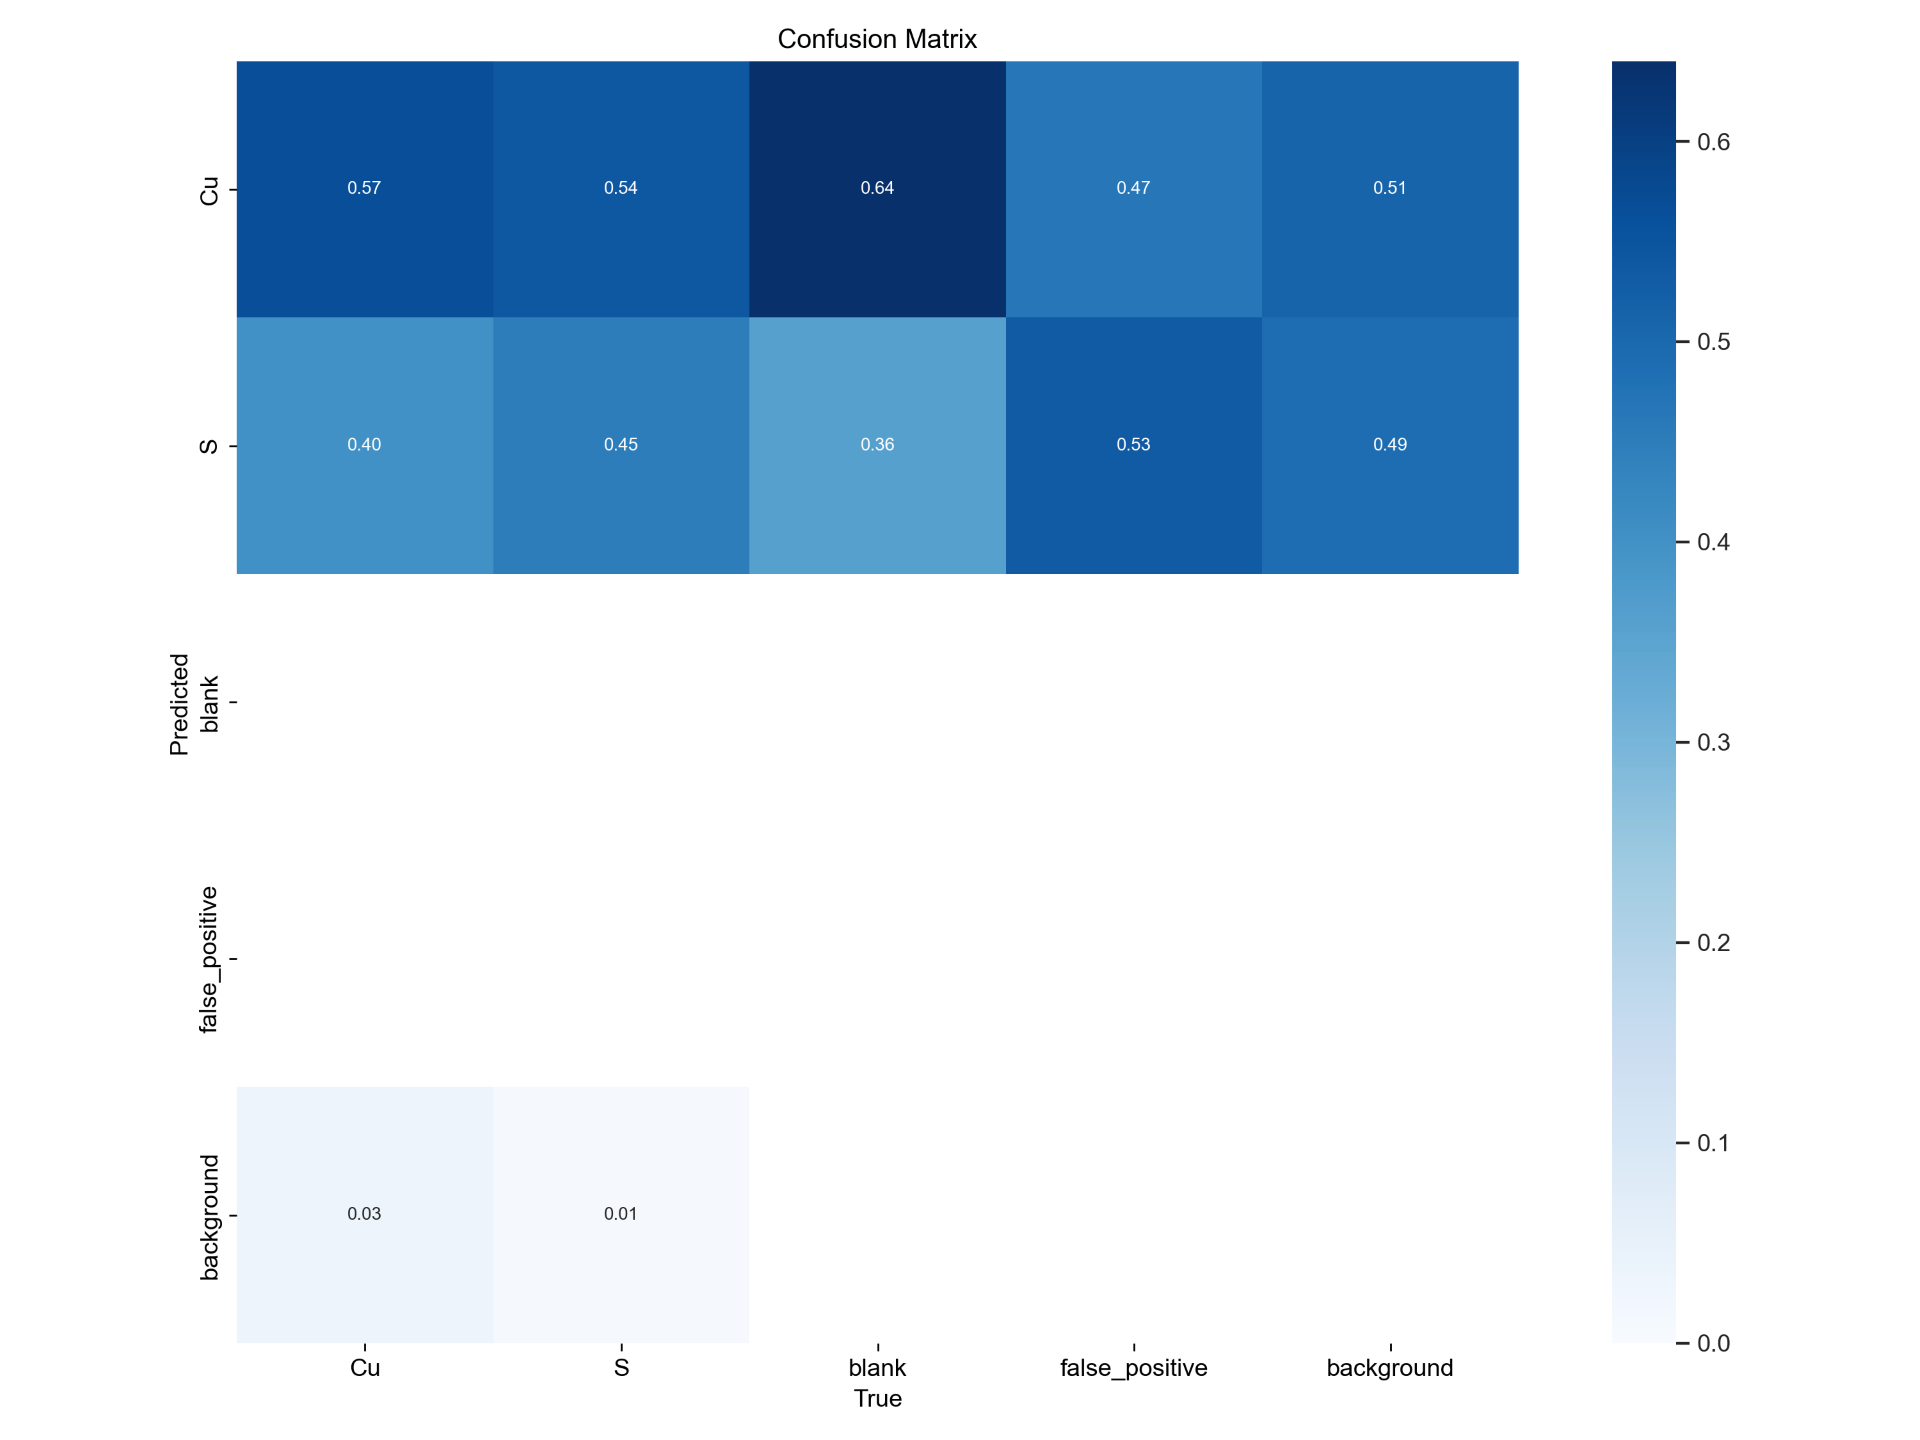 Confusion Matrix
Cu
0.57 0.54 0.64 0.47 0.51
S
0.40 0.45 0.36 0.53 0.49
Predicted
blank
false_positive
background
0.03 0.01
Cu S blank false_positive background
True
0.6
0.5
0.4
0.3
0.2
0.1
0.0